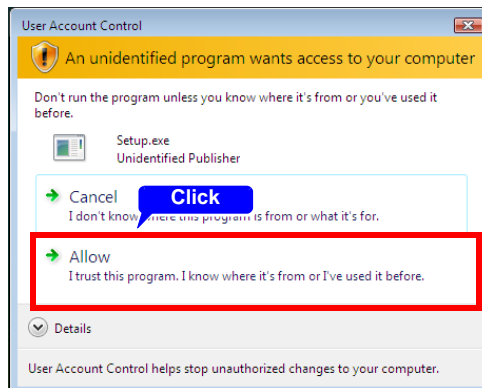 User Account Control
An unidentified program wants access to your computer
Don't run the program unless you know where it's from or you've used it
before.
Setup.exe
Unidentified Publisher
Cancel
Click
I don't know where this program is from or what it's for.
Allow
I trust this program. I know where it's from or I've used it before.
Details
User Account Control helps stop unauthorized changes to your computer.